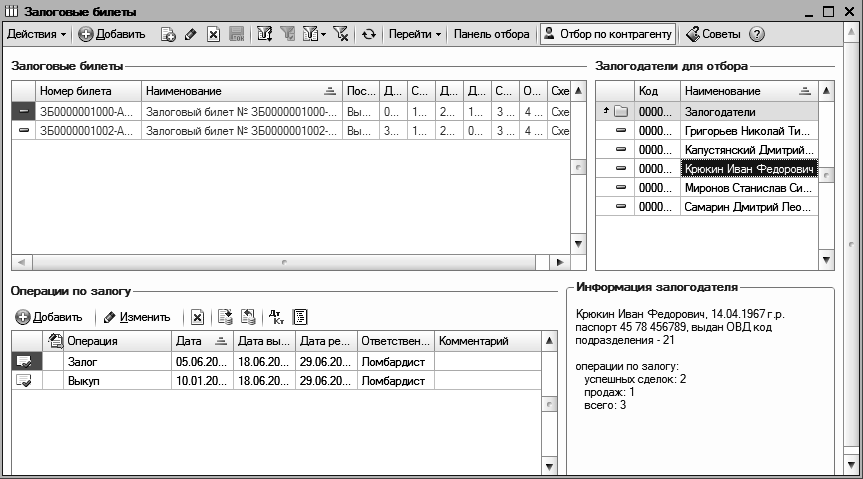 Залоговые билеты
Действия Добавить Перейти Панель отбора Отбор по контрагенту Советы
Залоговые билеты
Номер билета Наименование Пос... Д... С... Д... Д... С... О... Схе
ЗБ0000001000-А... Залоговый билет № ЗБ0000001000-... Вы... 0... 1... 2... 1... 3 ... 4 ... Схе
ЗБ0000001002-А... Залоговый билет № ЗБ0000001002-... Вы... 3... 1... 2... 0... 3 ... 4 ... Схе
Залогодатели для отбора
Код Наименование
0000... Залогодатели
0000... Григорьев Николай Ти...
0000... Капустянский Дмитрий...
0000... Крюкин Иван Федорович
0000... Миронов Станислав Си...
0000... Самарин Дмитрий Лео...
Операции по залогу
Добавить Изменить Дт Кт
Операция Дата Дата вы... Дата ре... Ответствен... Комментарий
Залог 05.06.20... 18.06.20... 29.06.20... Ломбардист
Выкуп 10.01.20... 18.06.20... 29.06.20... Ломбардист
Информация залогодателя
Крюкин Иван Федорович, 14.04.1967 г.р.
паспорт 45 78 456789, выдан ОВД код
подразделения - 21
операции по залогу:
успешных сделок: 2
продаж: 1
всего: 3